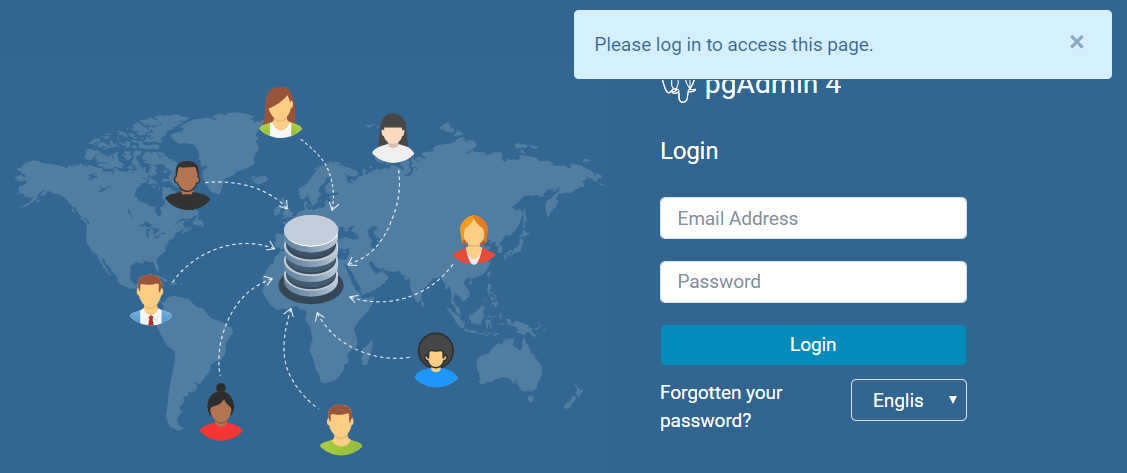 Please log in to access this page.
×
pgAdmin 4
Login
Email Address
Password
Login
Forgotten your
password?
Englis